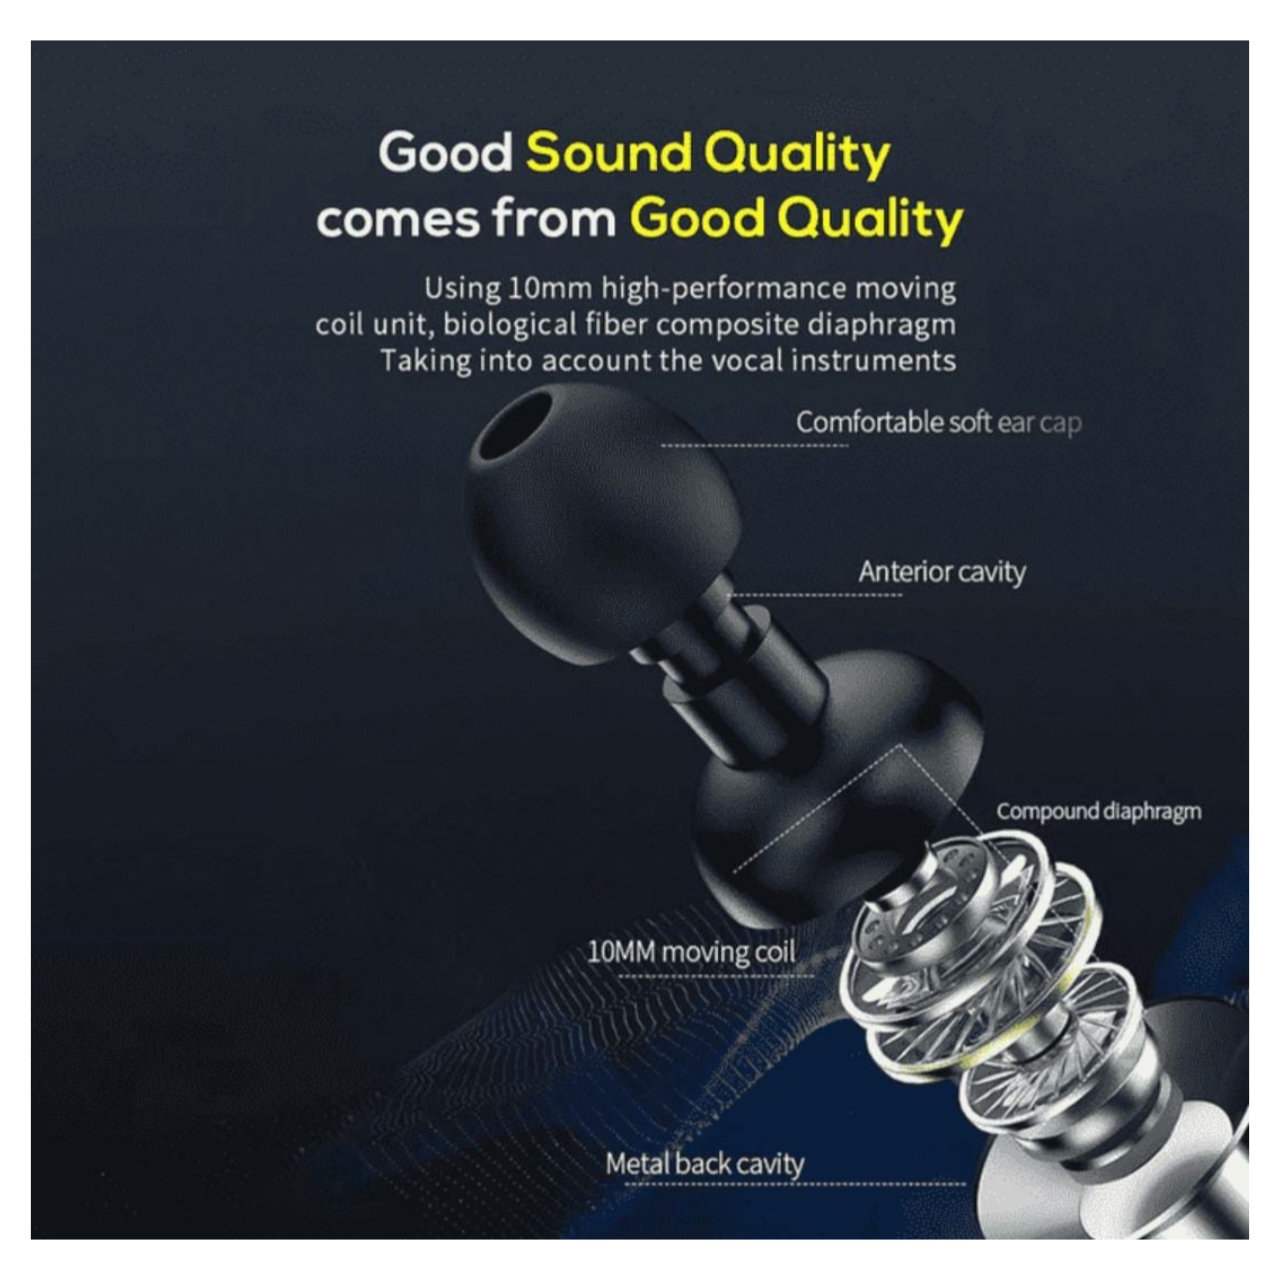 Good Sound Quality
comes from Good Quality
Using 10mm high-performance moving
coil unit, biological fiber composite diaphragm
Taking into account the vocal instruments
Comfortable soft ear cap
Anterior cavity
Compound diaphragm
10MM moving coil
Metal back cavity